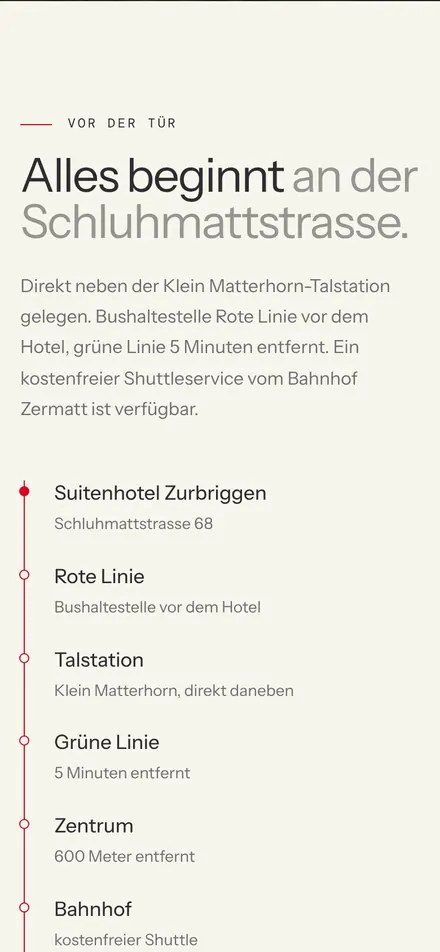 VOR DER TÜR
Alles beginnt an der
Schluhmattstrasse.
Direkt neben der Klein Matterhorn-Talstation
gelegen. Bushaltestelle Rote Linie vor dem
Hotel, grüne Linie 5 Minuten entfernt. Ein
kostenfreier Shuttleservice vom Bahnhof
Zermatt ist verfügbar.
Suitenhotel Zurbriggen
Schluhmattstrasse 68
Rote Linie
Bushaltestelle vor dem Hotel
Talstation
Klein Matterhorn, direkt daneben
Grüne Linie
5 Minuten entfernt
Zentrum
600 Meter entfernt
Bahnhof
kostenfreier Shuttle